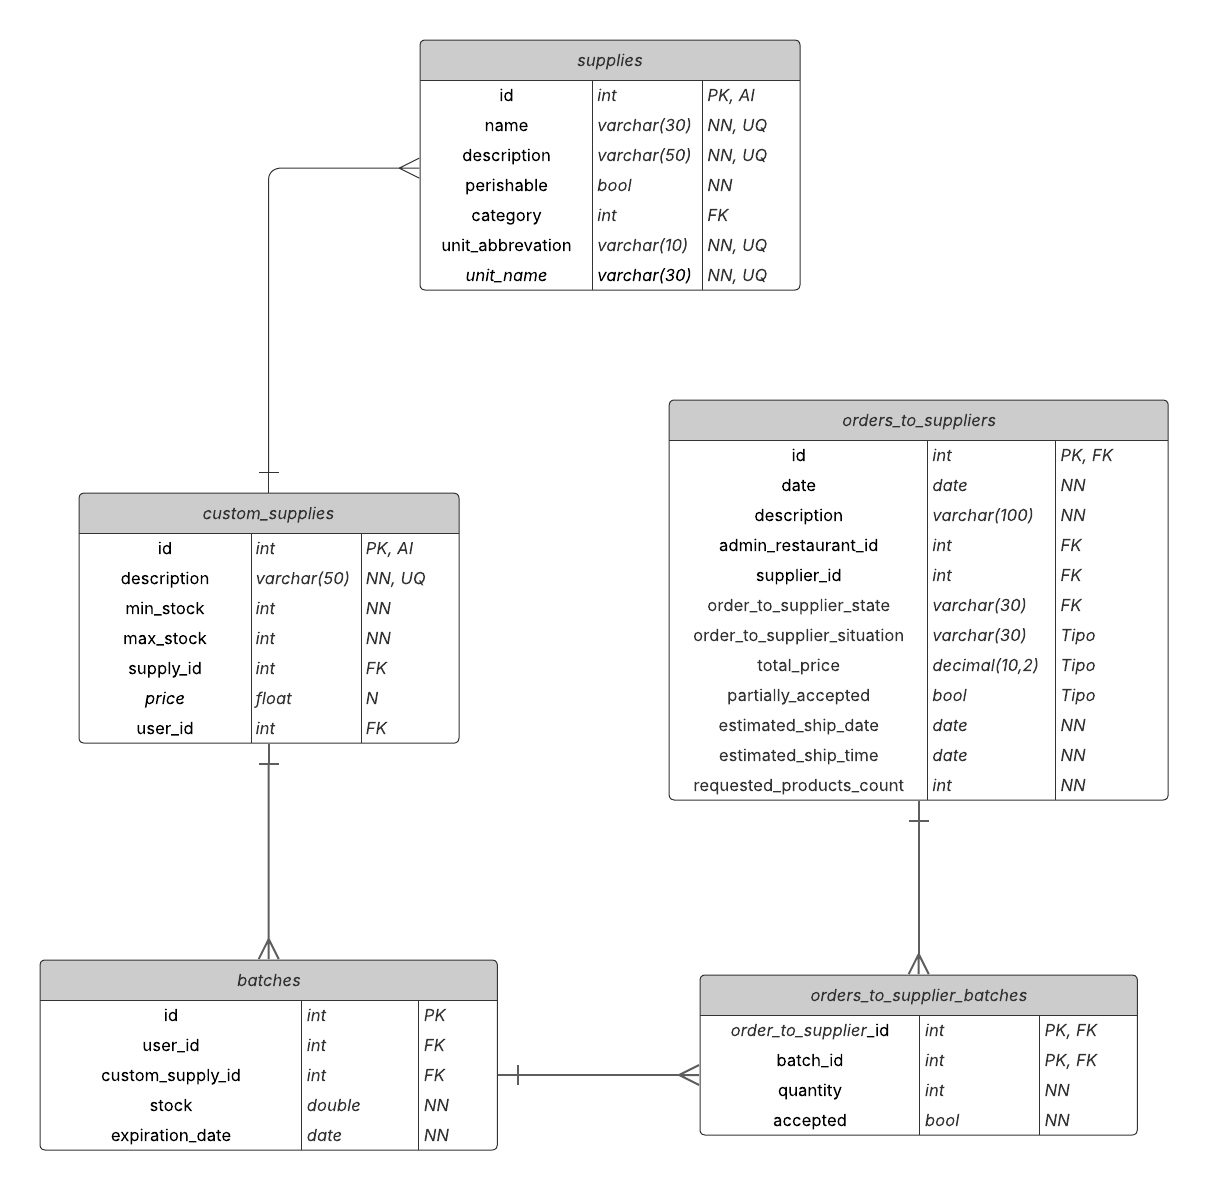 supplies
id int PK, AI
name varchar(30) NN, UQ
description varchar(50) NN, UQ
perishable bool NN
category int FK
unit_abbrevation varchar(10) NN, UQ
unit_name varchar(30) NN, UQ
orders_to_suppliers
id int PK, FK
date date NN
description varchar(100) NN
admin_restaurant_id int FK
supplier_id int FK
order_to_supplier_state varchar(30) FK
order_to_supplier_situation varchar(30) Tipo
total_price decimal(10,2) Tipo
partially_accepted bool Tipo
estimated_ship_date date NN
estimated_ship_time date NN
requested_products_count int NN
custom_supplies
id int PK, AI
description varchar(50) NN, UQ
min_stock int NN
max_stock int NN
supply_id int FK
price float N
user_id int FK
batches
id int PK
user_id int FK
custom_supply_id int FK
stock double NN
expiration_date date NN
orders_to_supplier_batches
order_to_supplier_id int PK, FK
batch_id int PK, FK
quantity int NN
accepted bool NN